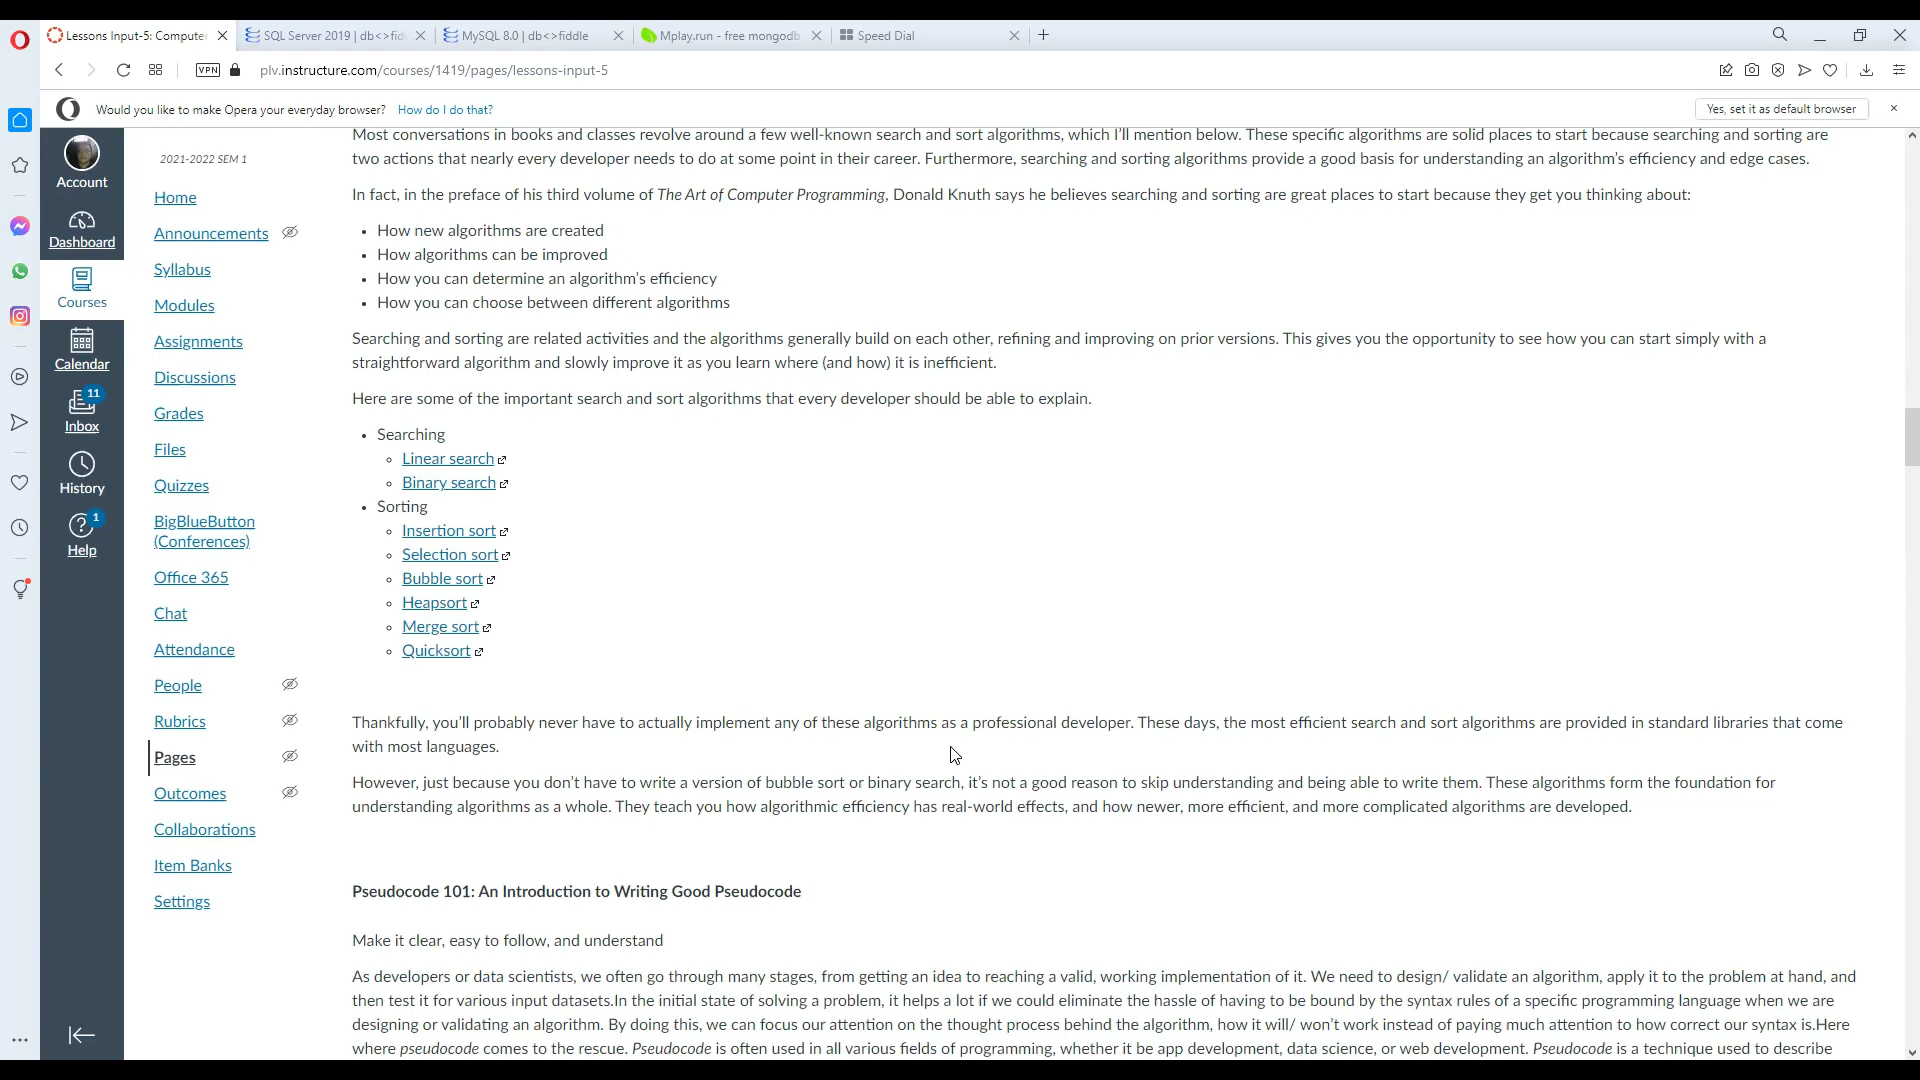 Lessons Input-5: Computer
SQL Server 2019 | db<>fid
MySQL 8.0 | db<>fiddle
Mplay.run - free mongodb
Speed Dial
VPN
plv.instructure.com/courses/1419/pages/lessons-input-5
Would you like to make Opera your everyday browser? How do I do that?
Yes, set it as default browser
Account
Dashboard
Courses
Calendar
11
Inbox
History
1
Help
2021-2022 SEM 1
Home
Announcements
Syllabus
Modules
Assignments
Discussions
Grades
Files
Quizzes
BigBlueButton
(Conferences)
Office 365
Chat
Attendance
People
Rubrics
Pages
Outcomes
Collaborations
Item Banks
Settings
Most conversations in books and classes revolve around a few well-known search and sort algorithms, which I’ll mention below. These specific algorithms are solid places to start because searching and sorting are
two actions that nearly every developer needs to do at some point in their career. Furthermore, searching and sorting algorithms provide a good basis for understanding an algorithm’s efficiency and edge cases.
In fact, in the preface of his third volume of The Art of Computer Programming, Donald Knuth says he believes searching and sorting are great places to start because they get you thinking about:
• How new algorithms are created
• How algorithms can be improved
• How you can determine an algorithm’s efficiency
• How you can choose between different algorithms
Searching and sorting are related activities and the algorithms generally build on each other, refining and improving on prior versions. This gives you the opportunity to see how you can start simply with a
straightforward algorithm and slowly improve it as you learn where (and how) it is inefficient.
Here are some of the important search and sort algorithms that every developer should be able to explain.
• Searching
◦ Linear search
◦ Binary search
• Sorting
◦ Insertion sort
◦ Selection sort
◦ Bubble sort
◦ Heapsort
◦ Merge sort
◦ Quicksort
Thankfully, you’ll probably never have to actually implement any of these algorithms as a professional developer. These days, the most efficient search and sort algorithms are provided in standard libraries that come
with most languages.
However, just because you don’t have to write a version of bubble sort or binary search, it’s not a good reason to skip understanding and being able to write them. These algorithms form the foundation for
understanding algorithms as a whole. They teach you how algorithmic efficiency has real-world effects, and how newer, more efficient, and more complicated algorithms are developed.
Pseudocode 101: An Introduction to Writing Good Pseudocode
Make it clear, easy to follow, and understand
As developers or data scientists, we often go through many stages, from getting an idea to reaching a valid, working implementation of it. We need to design/ validate an algorithm, apply it to the problem at hand, and
then test it for various input datasets.In the initial state of solving a problem, it helps a lot if we could eliminate the hassle of having to be bound by the syntax rules of a specific programming language when we are
designing or validating an algorithm. By doing this, we can focus our attention on the thought process behind the algorithm, how it will/ won’t work instead of paying much attention to how correct our syntax is.Here
where pseudocode comes to the rescue. Pseudocode is often used in all various fields of programming, whether it be app development, data science, or web development. Pseudocode is a technique used to describe